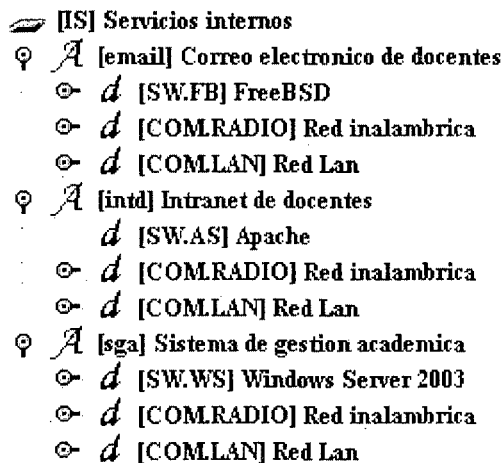 [IS] Servicios internos
A [email] Correo electronico de docentes
d [SW.FB] FreeBSD
d [COM.RADIO] Red inalambrica
d [COM.LAN] Red Lan
A [intd] Intranet de docentes
d [SW.AS] Apache
d [COM.RADIO] Red inalambrica
d [COM.LAN] Red Lan
A [sga] Sistema de gestion academica
d [SW.WS] Windows Server 2003
d [COM.RADIO] Red inalambrica
d [COM.LAN] Red Lan